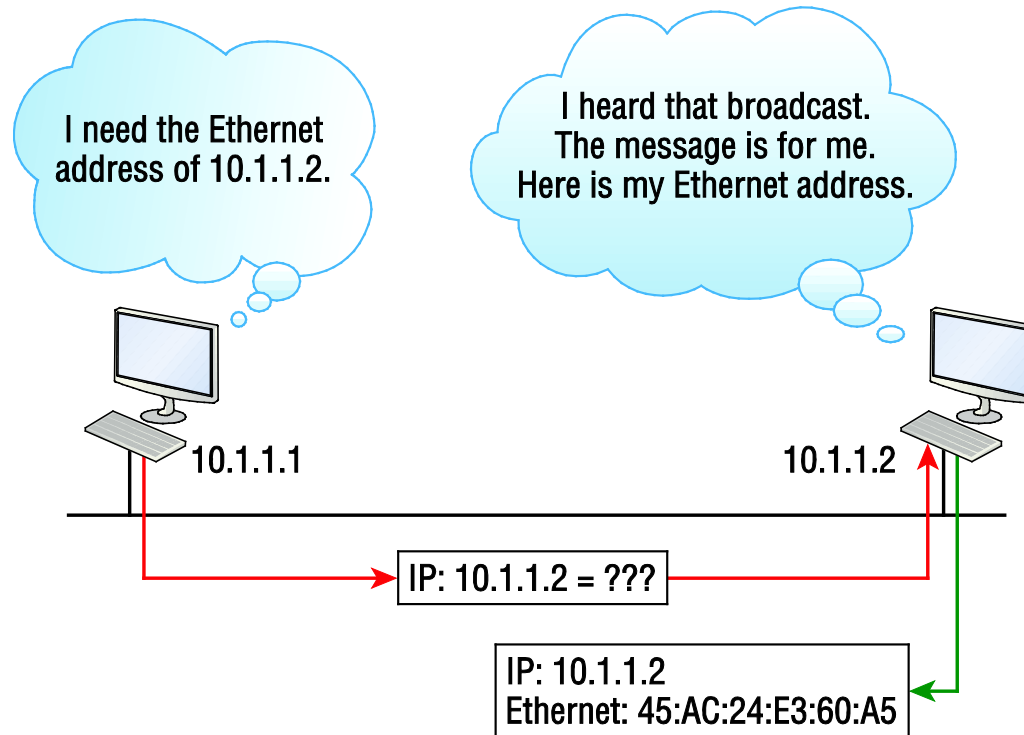 I need the Ethernet
address of 10.1.1.2.
I heard that broadcast.
The message is for me.
Here is my Ethernet address.
10.1.1.1
10.1.1.2
IP: 10.1.1.2 = ???
IP: 10.1.1.2
Ethernet: 45:AC:24:E3:60:A5